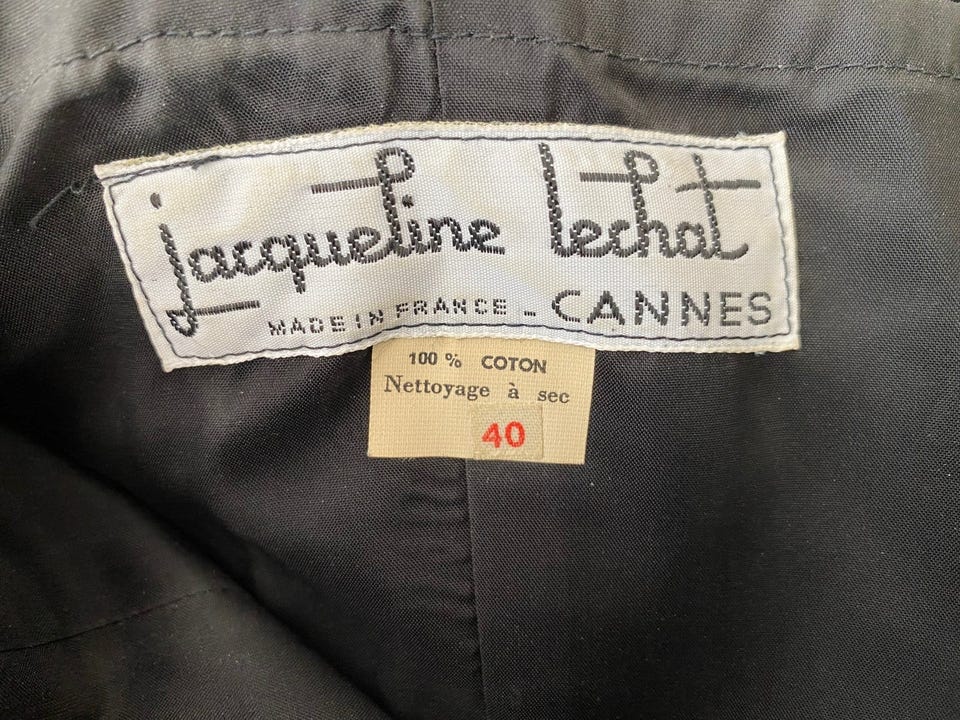 jacqueline lechat
MADE IN FRANCE - CANNES
100 % COTON
Nettoyage à sec
40